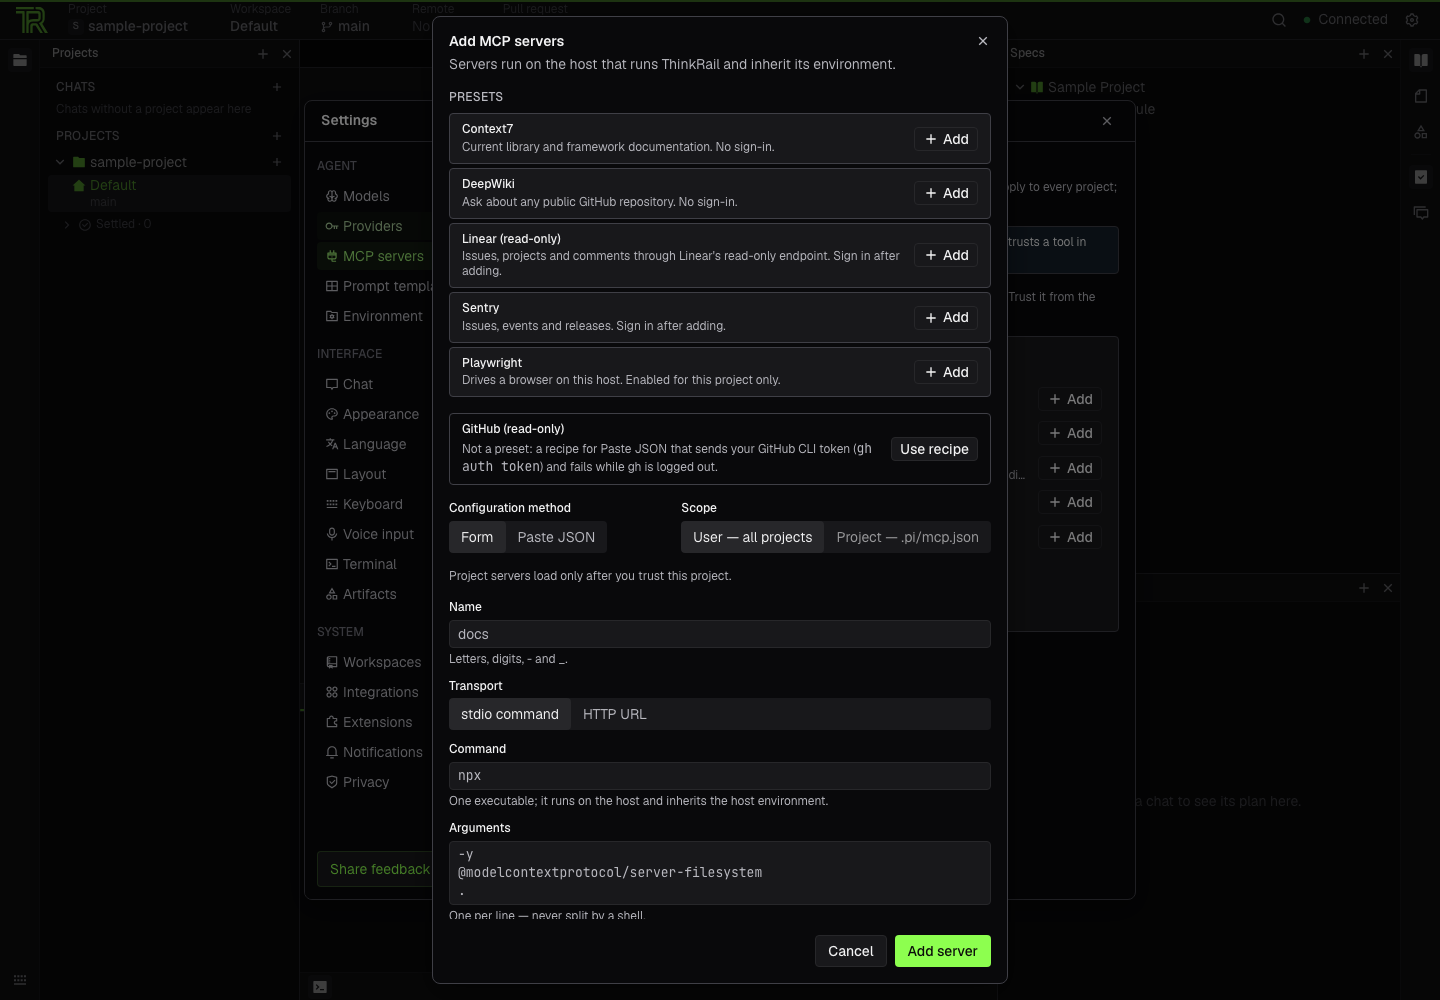 Project
S sample-project
Workspace
Default
Branch
main
Remote
No
Pull request
Connected
Projects
CHATS
Chats without a project appear here
PROJECTS
sample-project
Default
main
Settled · 0
Settings
AGENT
Models
Providers
MCP servers
Prompt templa
Environment
INTERFACE
Chat
Appearance
Language
Layout
Keyboard
Voice input
Terminal
Artifacts
SYSTEM
Workspaces
Integrations
Extensions
Notifications
Privacy
Share feedback
Add MCP servers
Servers run on the host that runs ThinkRail and inherit its environment.
PRESETS
Context7
Current library and framework documentation. No sign-in.
Add
DeepWiki
Ask about any public GitHub repository. No sign-in.
Add
Linear (read-only)
Issues, projects and comments through Linear's read-only endpoint. Sign in after
adding.
Add
Sentry
Issues, events and releases. Sign in after adding.
Add
Playwright
Drives a browser on this host. Enabled for this project only.
Add
GitHub (read-only)
Not a preset: a recipe for Paste JSON that sends your GitHub CLI token (gh
auth token) and fails while gh is logged out.
Use recipe
Configuration method
Form
Paste JSON
Scope
User — all projects
Project — .pi/mcp.json
Project servers load only after you trust this project.
Name
docs
Letters, digits, - and _.
Transport
stdio command
HTTP URL
Command
npx
One executable; it runs on the host and inherits the host environment.
Arguments
-y
@modelcontextprotocol/server-filesystem
.
One per line — never split by a shell.
Cancel
Add server
Specs
Sample Project
ule
ply to every project;
trusts a tool in
Trust it from the
Add
Add
di…
Add
Add
Add
a chat to see its plan here.